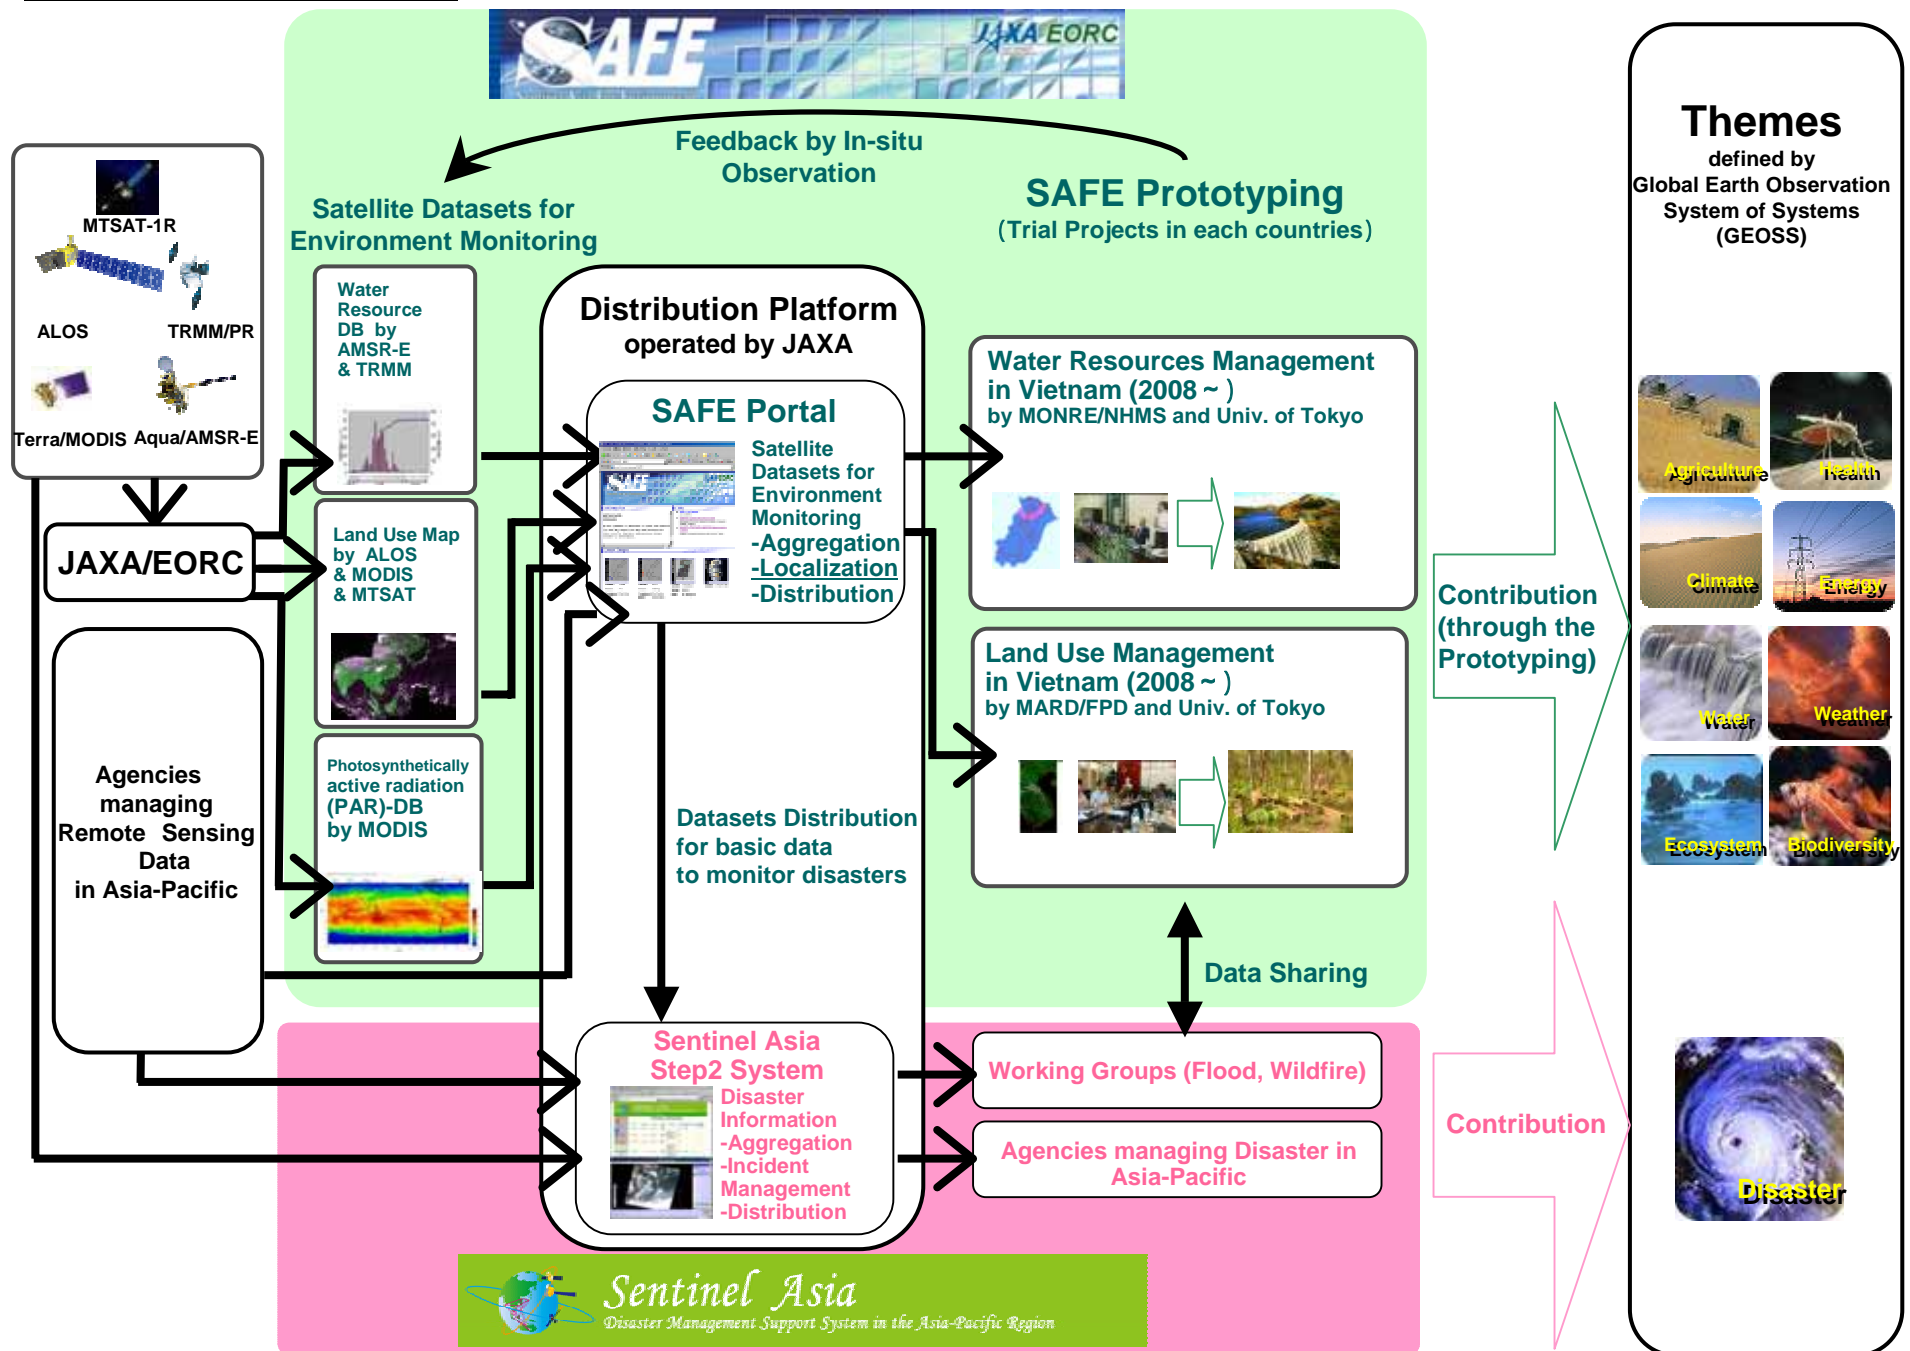 SAFE
JAXA EORC
Feedback by In-situ
Observation
SAFE Prototyping
(Trial Projects in each countries)
Satellite Datasets for
Environment Monitoring
MTSAT-1R
ALOS
TRMM/PR
Terra/MODIS
Aqua/AMSR-E
JAXA/EORC
Agencies
managing
Remote Sensing
Data
in Asia-Pacific
Water
Resource
DB by
AMSR-E
& TRMM
Land Use Map
by ALOS
& MODIS
& MTSAT
Photosynthetically
active radiation
(PAR)-DB
by MODIS
Distribution Platform
operated by JAXA
SAFE Portal
SAFE
Satellite
Datasets for
Environment
Monitoring
-Aggregation
-Localization
-Distribution
Datasets Distribution
for basic data
to monitor disasters
Water Resources Management
in Vietnam (2008～)
by MONRE/NHMS and Univ. of Tokyo
Land Use Management
in Vietnam (2008～)
by MARD/FPD and Univ. of Tokyo
Data Sharing
Sentinel Asia
Step2 System
Disaster
Information
-Aggregation
-Incident
Management
-Distribution
Working Groups (Flood, Wildfire)
Agencies managing Disaster in
Asia-Pacific
Sentinel Asia
Disaster Management Support System in the Asia-Pacific Region
Contribution
(through the
Prototyping)
Contribution
Themes
defined by
Global Earth Observation
System of Systems
(GEOSS)
Agriculture
Health
Climate
Energy
Water
Weather
Ecosystem
Biodiversity
Disaster